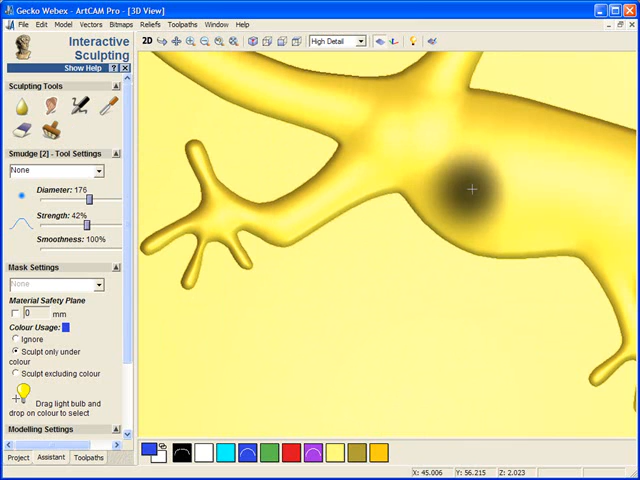 Gecko Webex - ArtCAM Pro - [3D View]
File Edit Model Vectors Bitmaps Reliefs Toolpaths Window Help
2D
High Detail
Interactive
Sculpting
Show Help ? X
Sculpting Tools
Smudge [2] - Tool Settings
None
Diameter: 176
Strength: 42%
Smoothness: 100%
Mask Settings
None
Material Safety Plane
0 mm
Colour Usage:
Ignore
Sculpt only under
colour
Sculpt excluding colour
Drag light bulb and
drop on colour to select
Modelling Settings
Project Assistant Toolpaths
X: 45.006 Y: 56.215 Z: 2.023